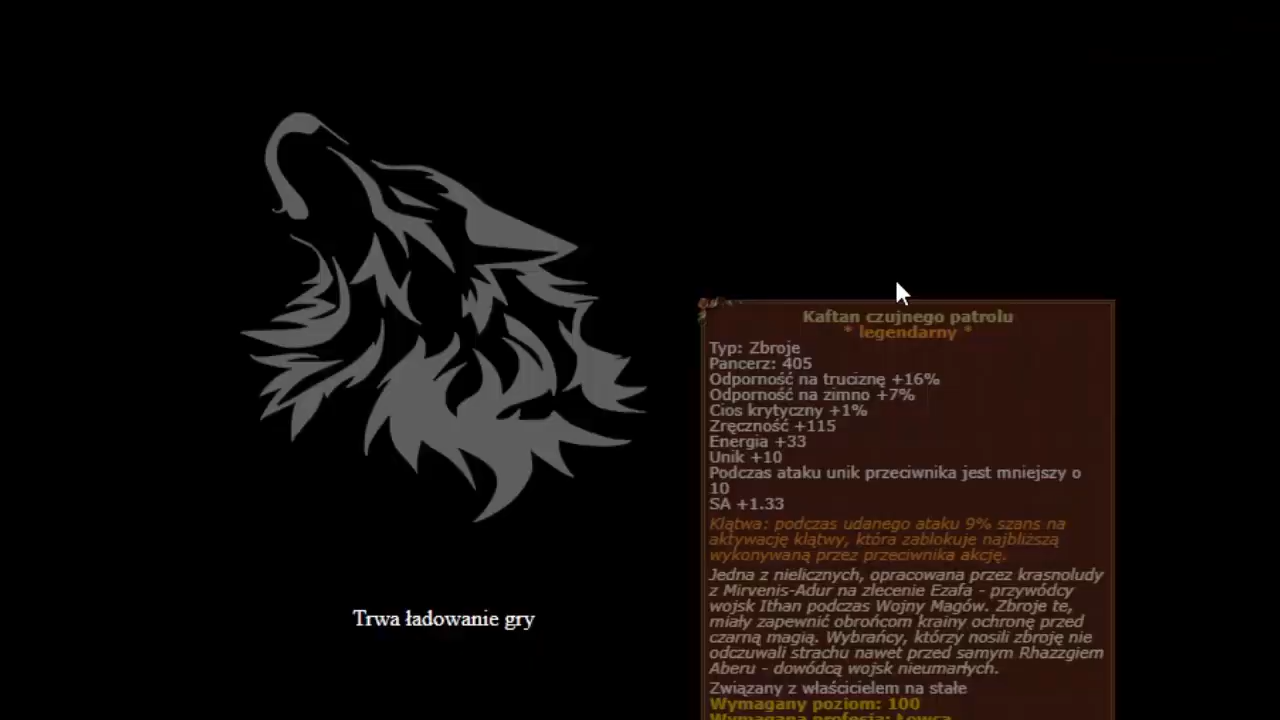 Kaftan czujnego patrolu
* legendarny *
Typ: Zbroje
Pancerz: 405
Odporność na truciznę +16%
Odporność na zimno +7%
Cios krytyczny +1%
Zręczność +115
Energia +33
Unik +10
Podczas ataku unik przeciwnika jest mniejszy o
10
SA +1.33
Klątwa: podczas udanego ataku 9% szans na
aktywację klątwy, która zablokuje najbliższą
wykonywaną przez przeciwnika akcję.
Jedna z nielicznych, opracowana przez krasnoludy
z Mirvenis-Adur na zlecenie Ezafa - przywódcy
wojsk Ithan podczas Wojny Magów. Zbroje te,
miały zapewnić obrońcom krainy ochronę przed
czarną magią. Wybrańcy, którzy nosili zbroję nie
odczuwali strachu nawet przed samym Rhazzgiem
Aberu - dowódcą wojsk nieumarłych.
Związany z właścicielem na stałe
Wymagany poziom: 100
Wymagana profesja: Łowca
Trwa ładowanie gry